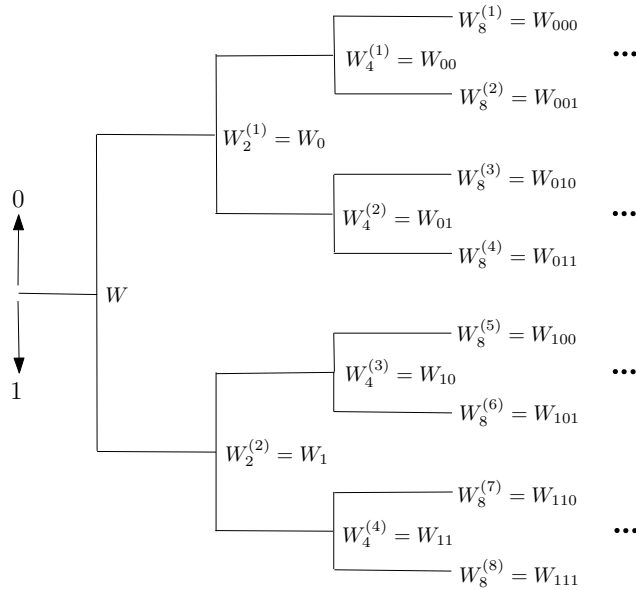 $W_8^{(1)} = W_{000}$
$W_4^{(1)} = W_{00}$
...
$W_8^{(2)} = W_{001}$
$W_2^{(1)} = W_0$
$W_8^{(3)} = W_{010}$
0
$W_4^{(2)} = W_{01}$
...
$W_8^{(4)} = W_{011}$
$W$
$W_8^{(5)} = W_{100}$
1
$W_4^{(3)} = W_{10}$
...
$W_8^{(6)} = W_{101}$
$W_2^{(2)} = W_1$
$W_8^{(7)} = W_{110}$
$W_4^{(4)} = W_{11}$
...
$W_8^{(8)} = W_{111}$